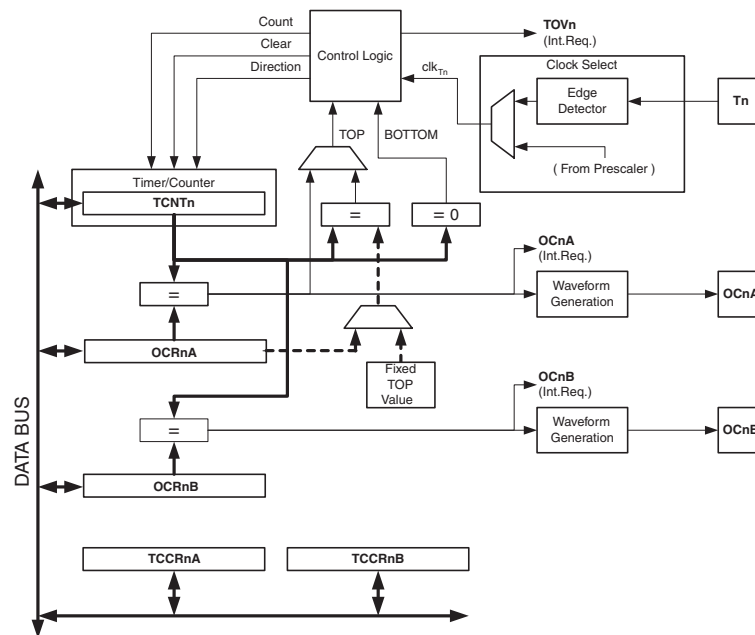 Count
Clear
Direction
Control Logic
TOVn
(Int.Req.)
clkTn
Clock Select
Edge
Detector
Tn
( From Prescaler )
TOP
BOTTOM
Timer/Counter
TCNTn
=
= 0
=
OCnA
(Int.Req.)
Waveform
Generation
OCnA
OCRnA
Fixed
TOP
Value
OCnB
(Int.Req.)
=
Waveform
Generation
OCnB
OCRnB
DATA BUS
TCCRnA
TCCRnB